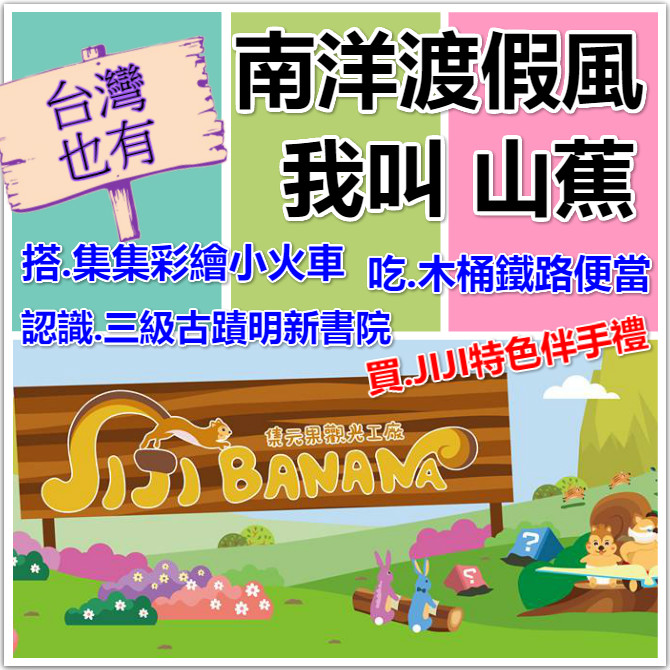 台灣
也有
南洋渡假風
我叫 山蕉
搭.集集彩繪小火車
吃.木桶鐵路便當
認識.三級古蹟明新書院
買.JIJI特色伴手禮
集元果觀光工廠
JIJI BANANA
?
?